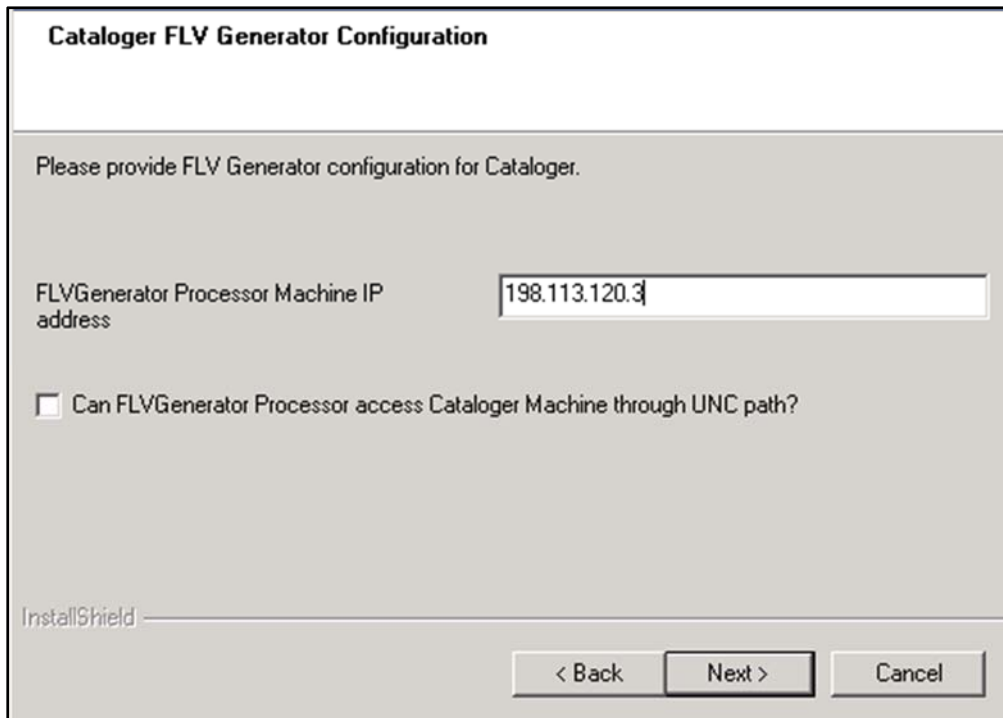 Cataloger FLV Generator Configuration
Please provide FLV Generator configuration for Cataloger.
FLVGenerator Processor Machine IP
address
198.113.120.3
Can FLVGenerator Processor access Cataloger Machine through UNC path?
InstallShield
< Back
Next >
Cancel